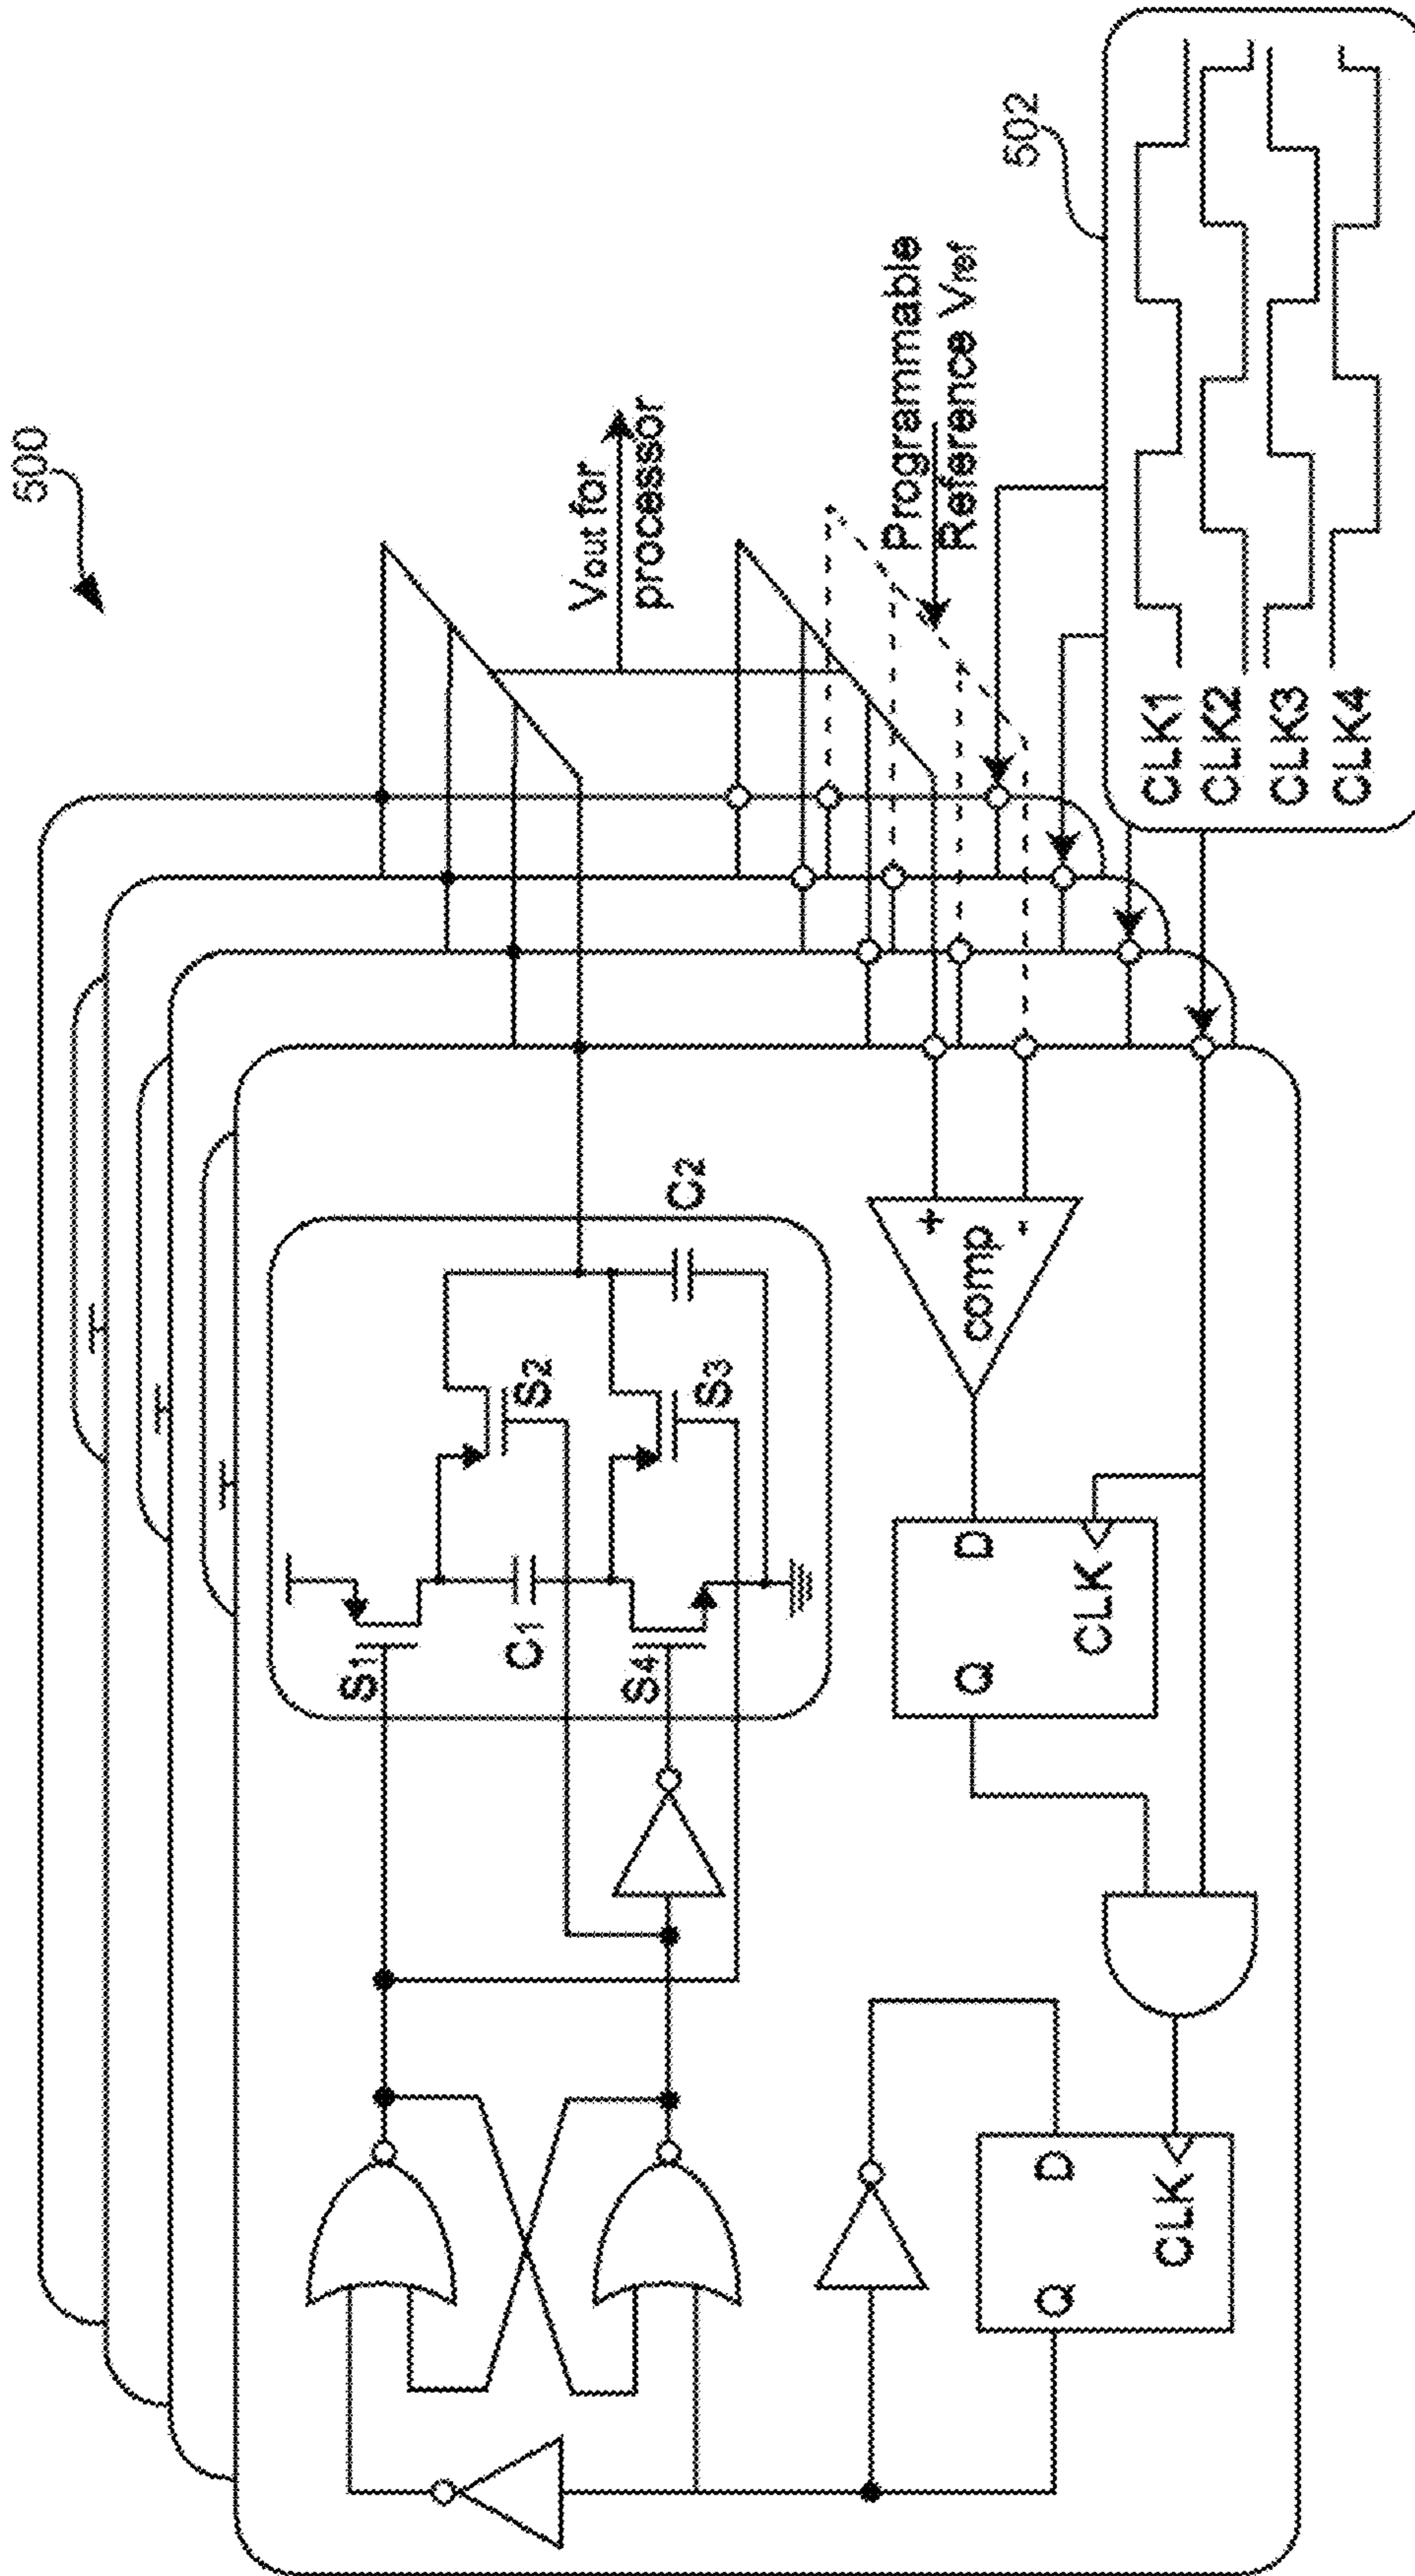 500
S1
S2
C1
S4
S3
C2
Vout for
processor
comp
+
-
Programmable
Reference Vref
Q
D
CLK
Q
D
CLK
502
CLK1
CLK2
CLK3
CLK4